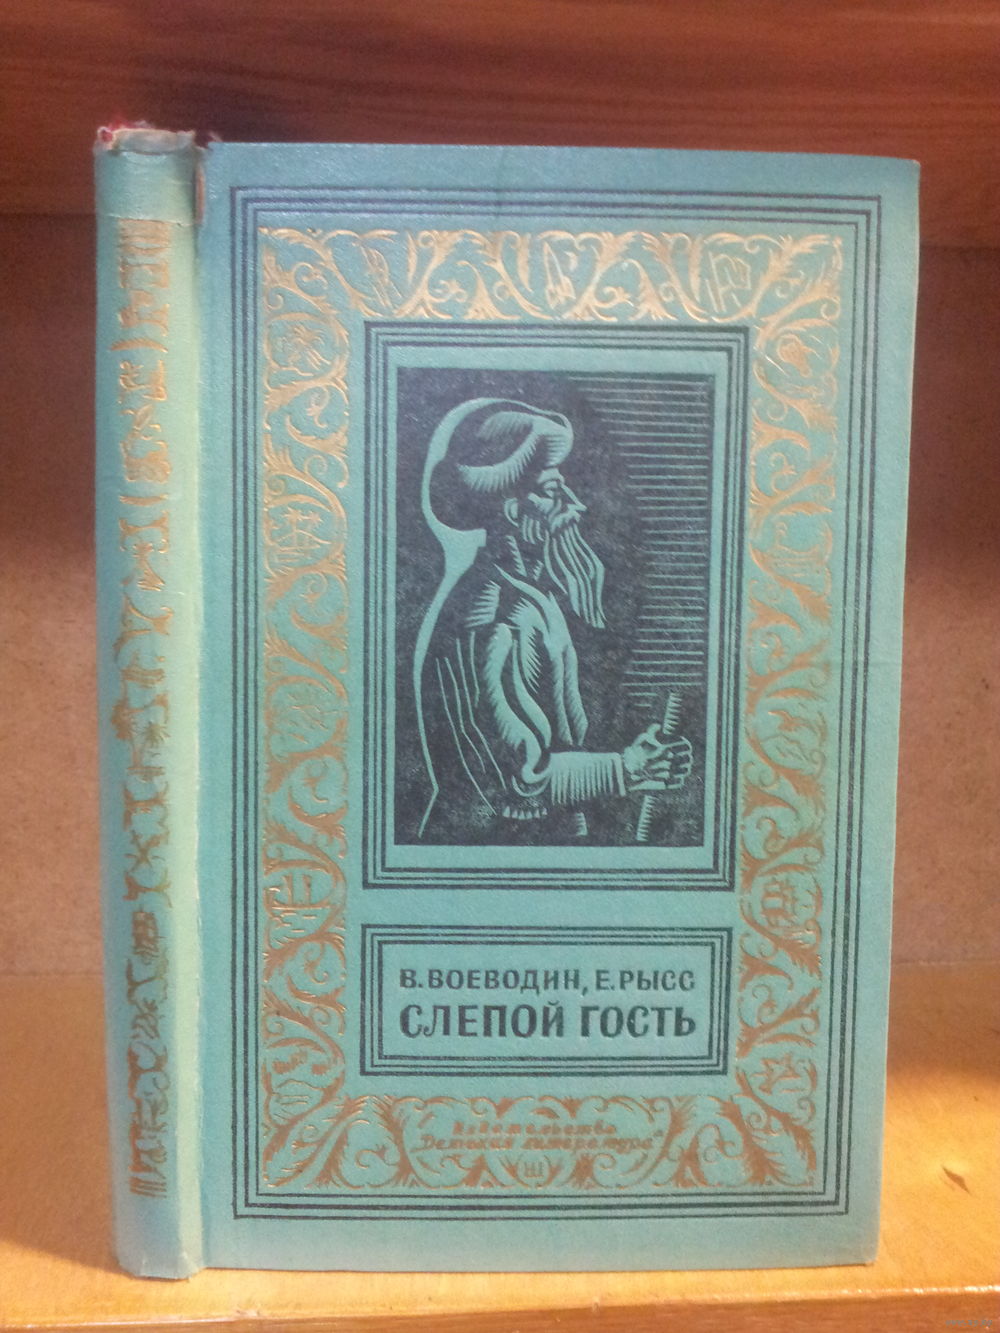 В. ВОЕВОДИН, Е. РЫСС
СЛЕПОЙ ГОСТЬ
Издательство
"Детская литература"